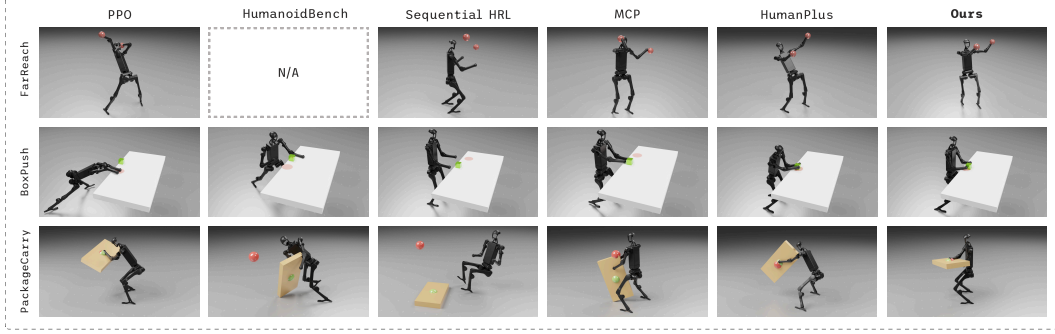 PPO HumanoidBench Sequential HRL MCP HumanPlus Ours
FarReach
N/A
BoxPush
PackageCarry